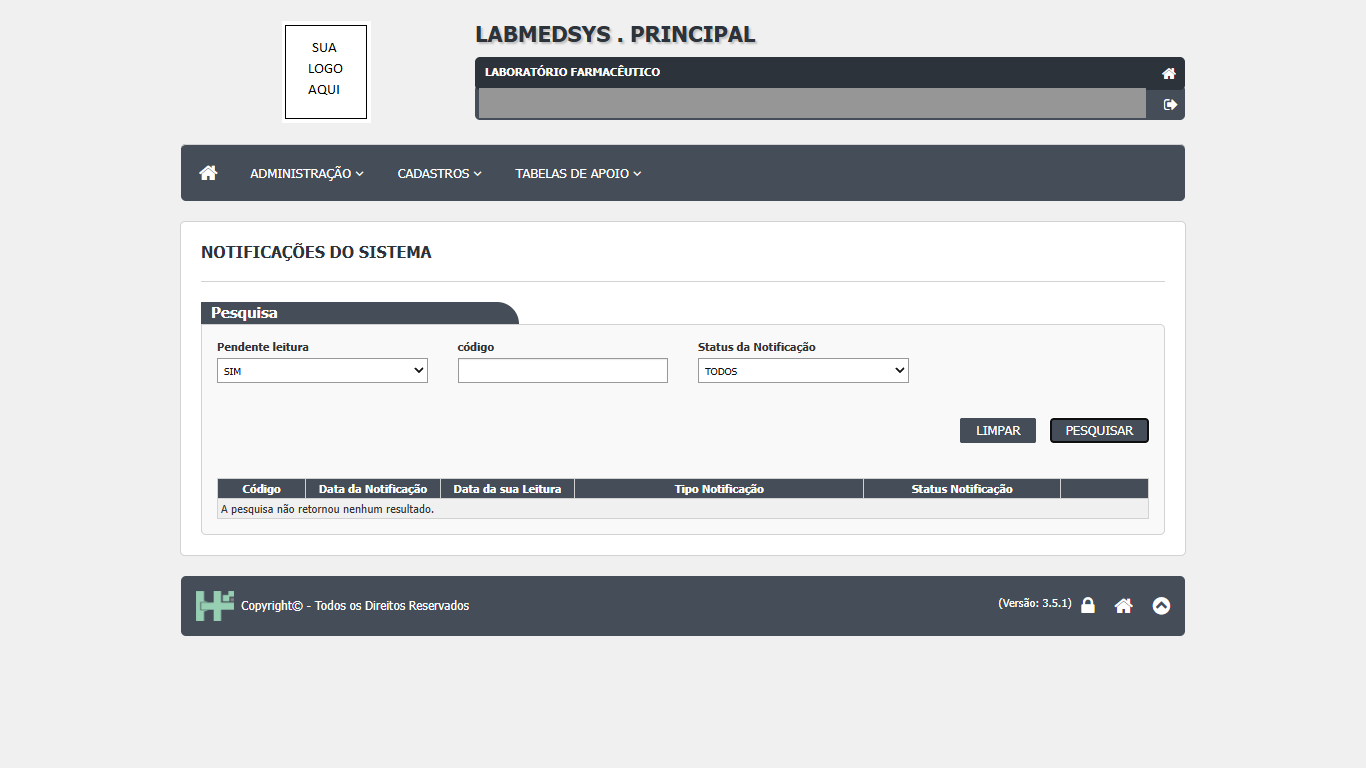 SUA
LOGO
AQUI
LABMEDSYS . PRINCIPAL
LABORATÓRIO FARMACÊUTICO
ADMINISTRAÇÃO CADASTROS TABELAS DE APOIO
NOTIFICAÇÕES DO SISTEMA
Pesquisa
Pendente leitura código Status da Notificação
SIM TODOS
LIMPAR PESQUISAR
Código Data da Notificação Data da sua Leitura Tipo Notificação Status Notificação
A pesquisa não retornou nenhum resultado.
Copyright© - Todos os Direitos Reservados (Versão: 3.5.1)